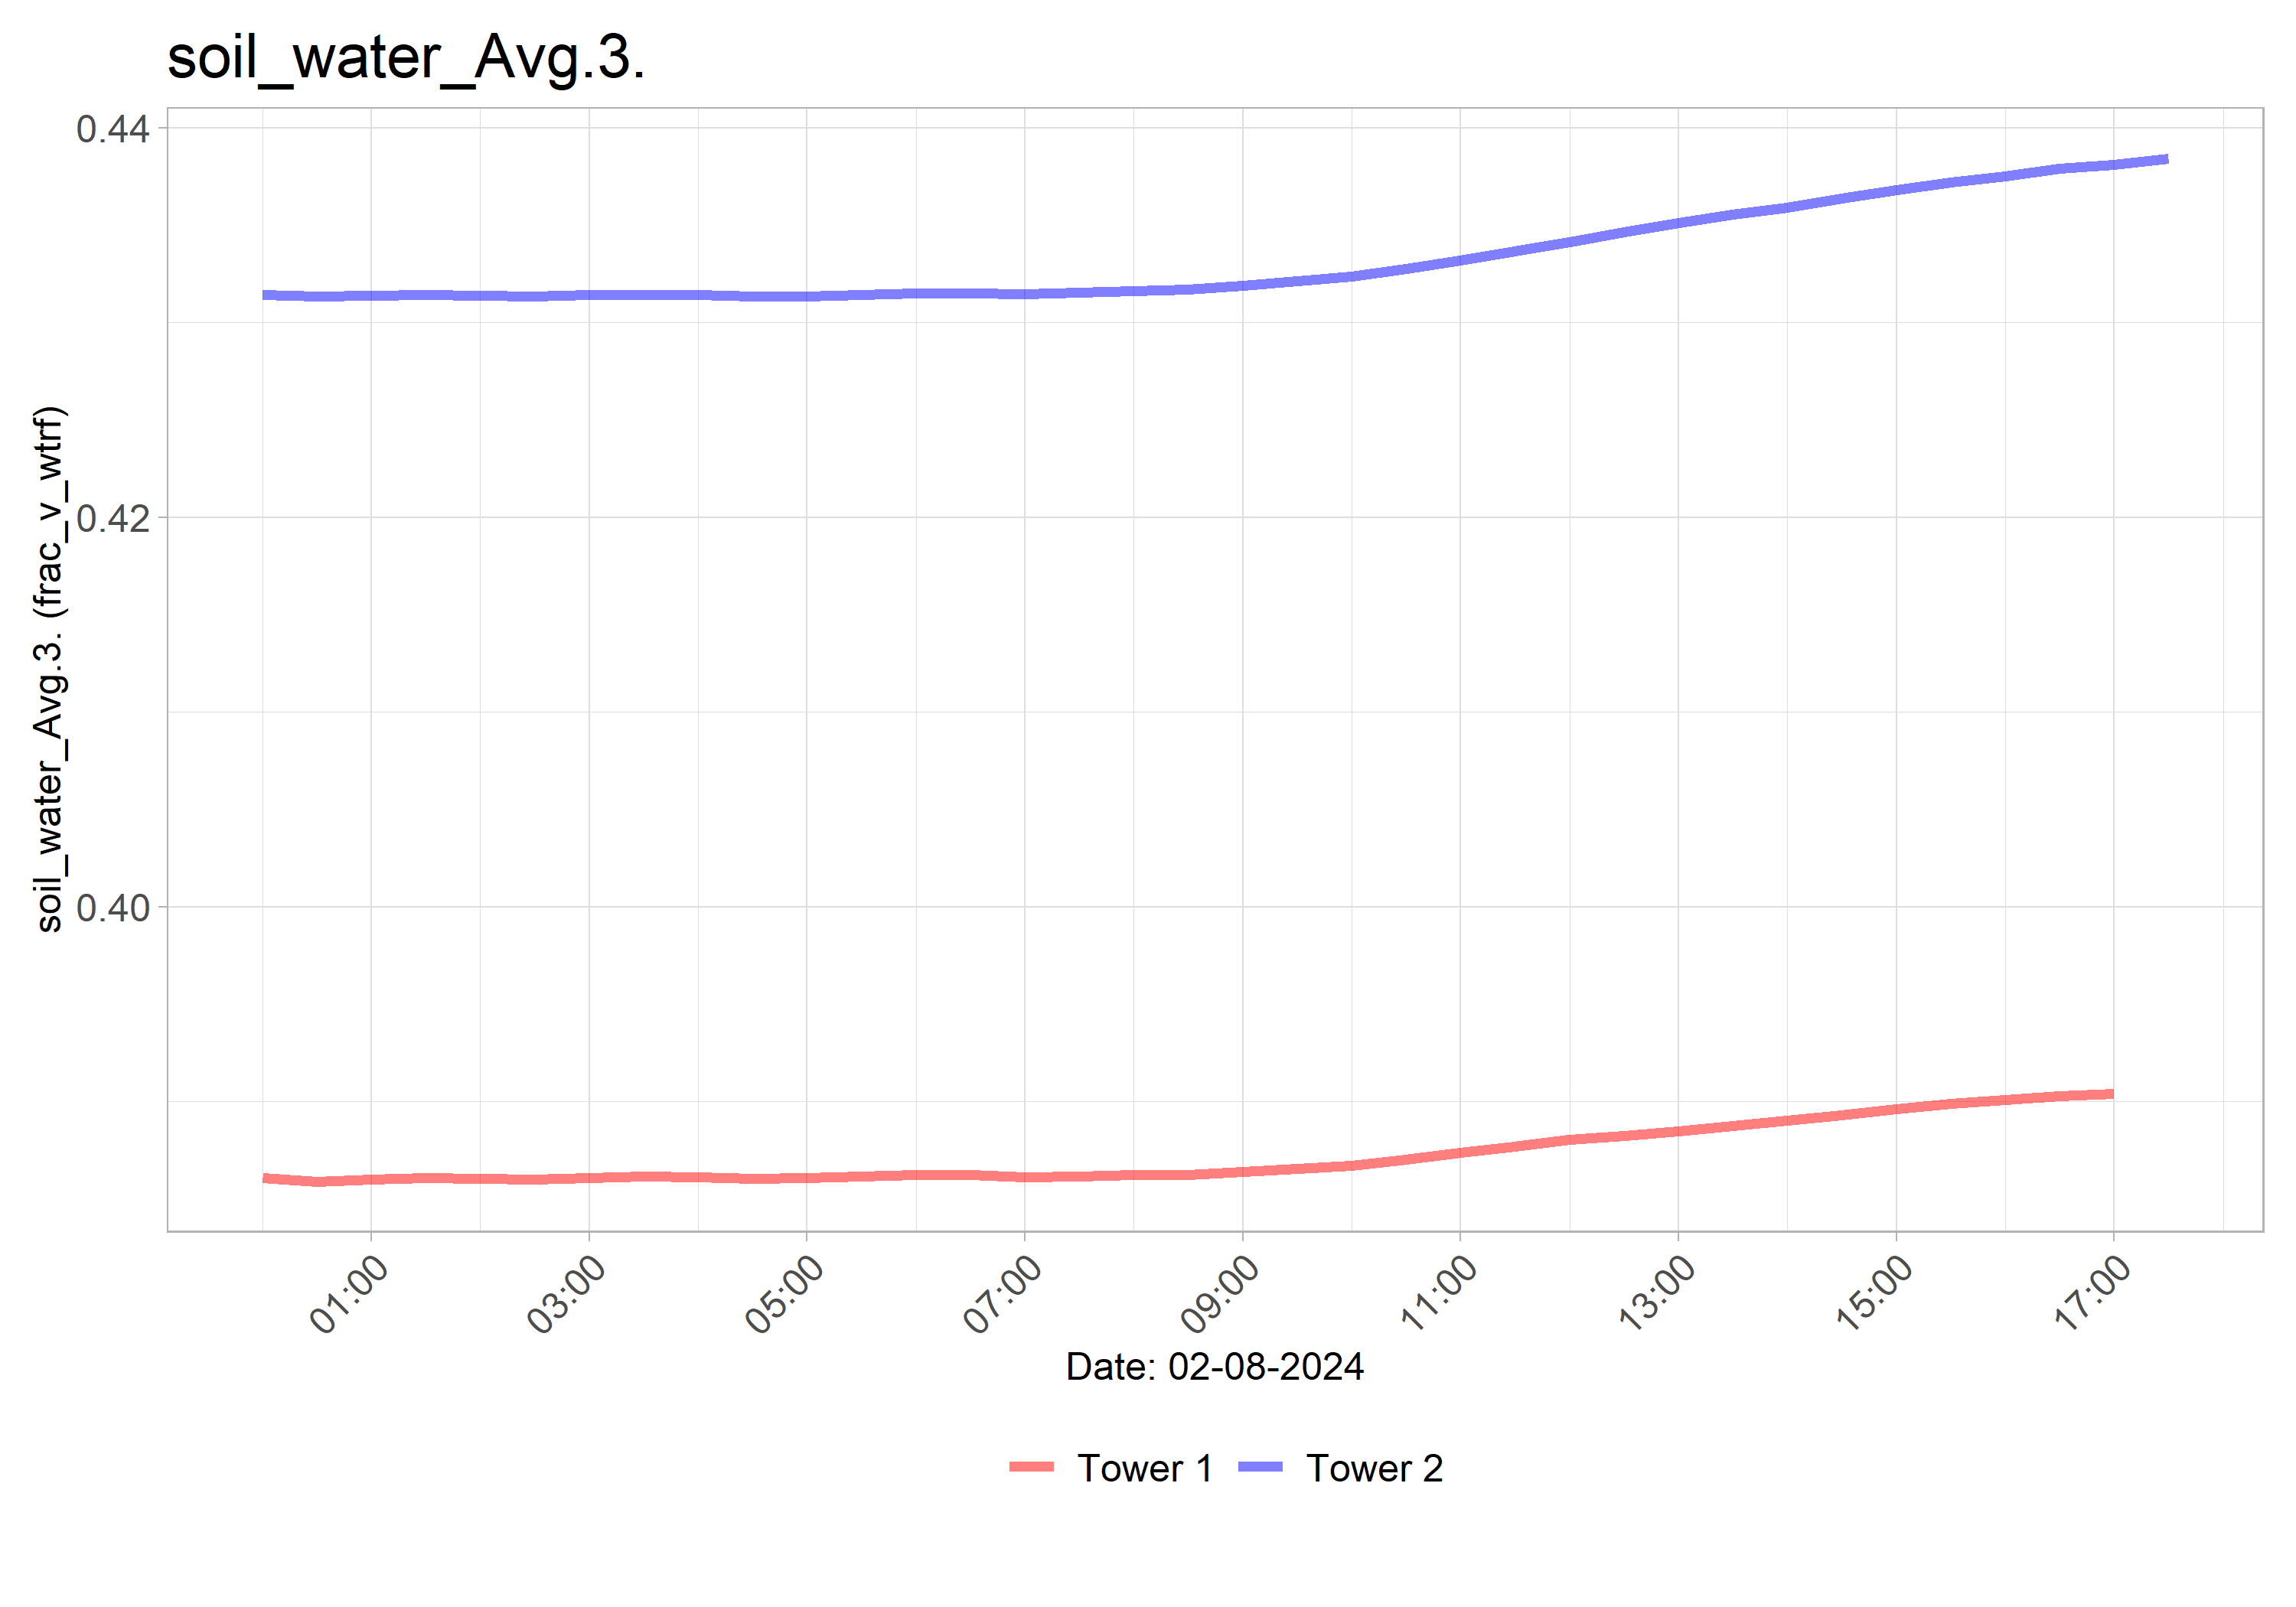 soil_water_Avg.3.
soil_water_Avg.3. (frac_v_wtrf)
0.44
0.42
0.40
01:00
03:00
05:00
07:00
09:00
11:00
13:00
15:00
17:00
Date: 02-08-2024
Tower 1
Tower 2